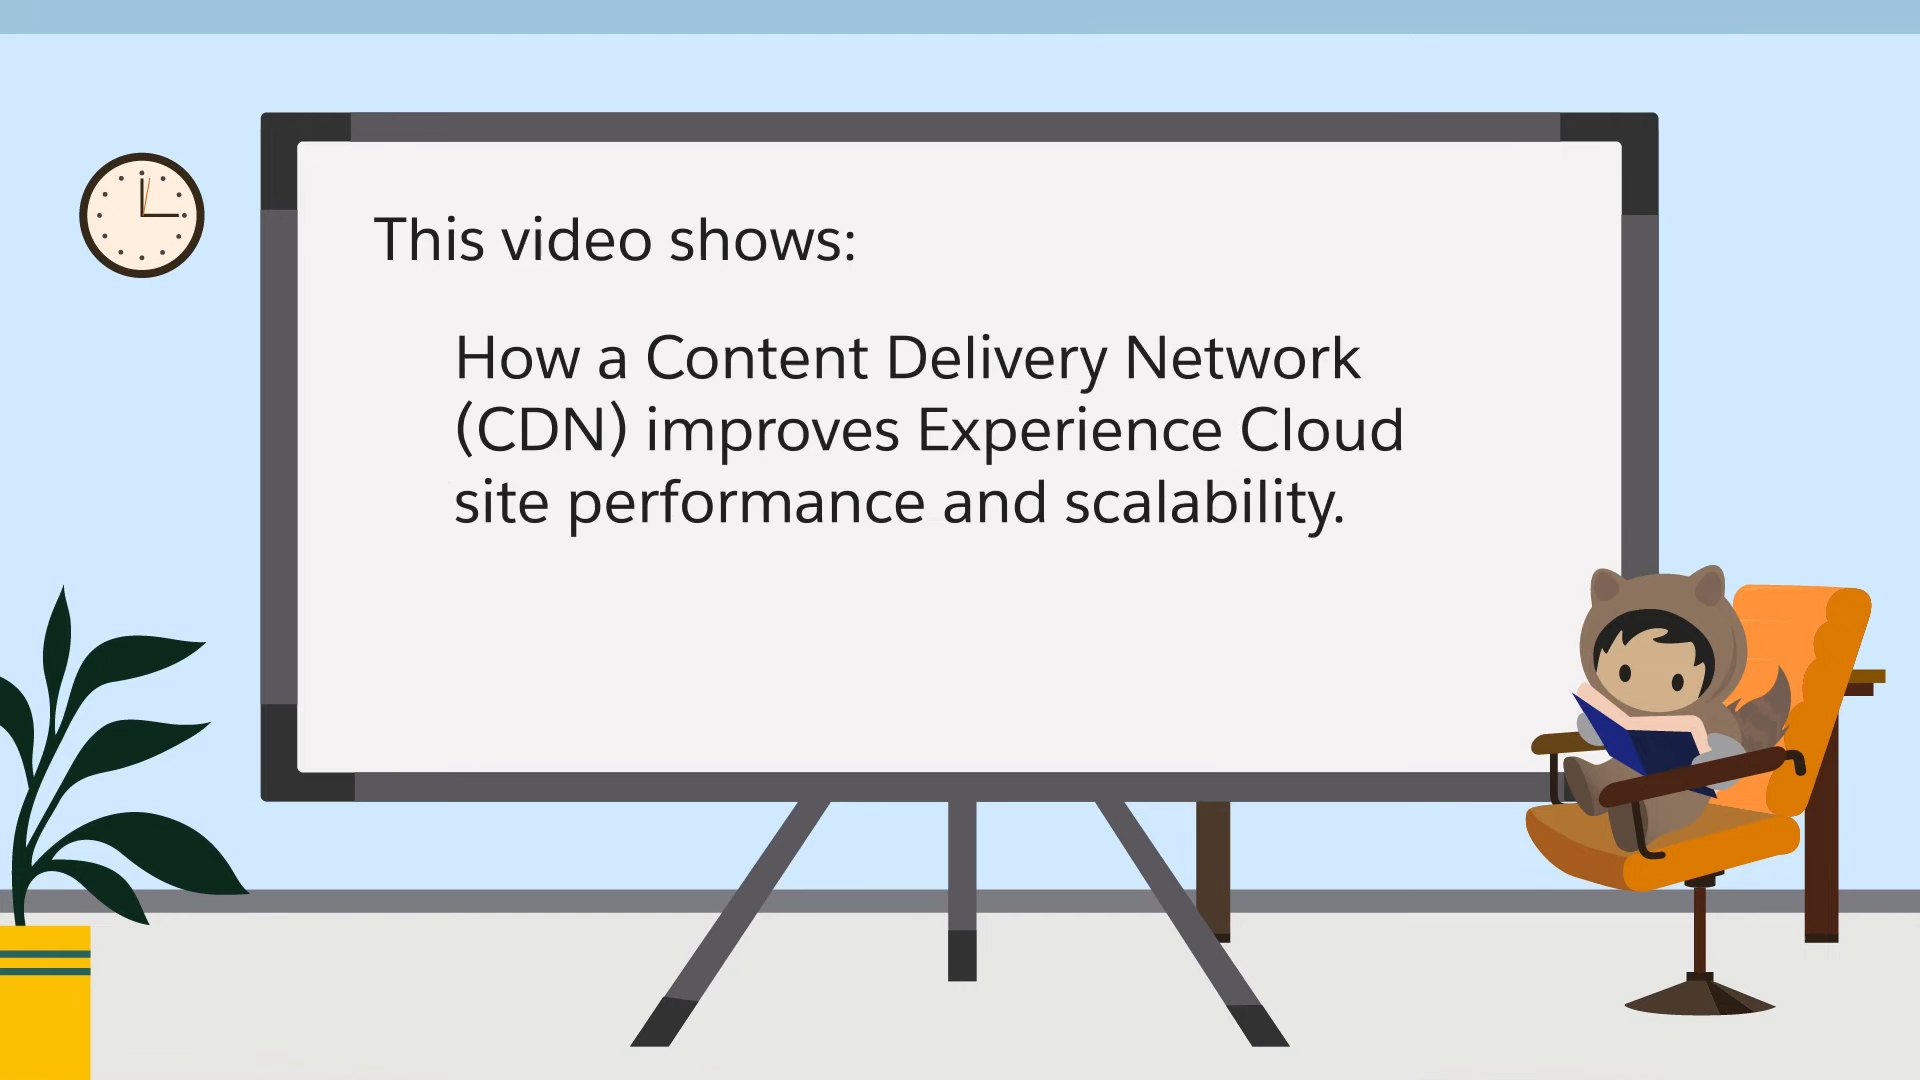 This video shows:
How a Content Delivery Network
(CDN) improves Experience Cloud
site performance and scalability.